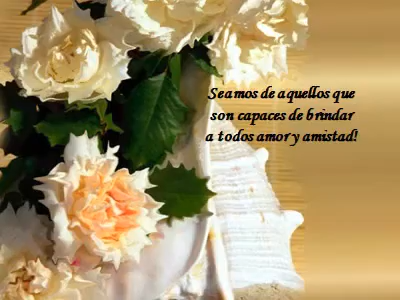 Seamos de aquellos que
son capaces de brindar
a todos amor y amistad!